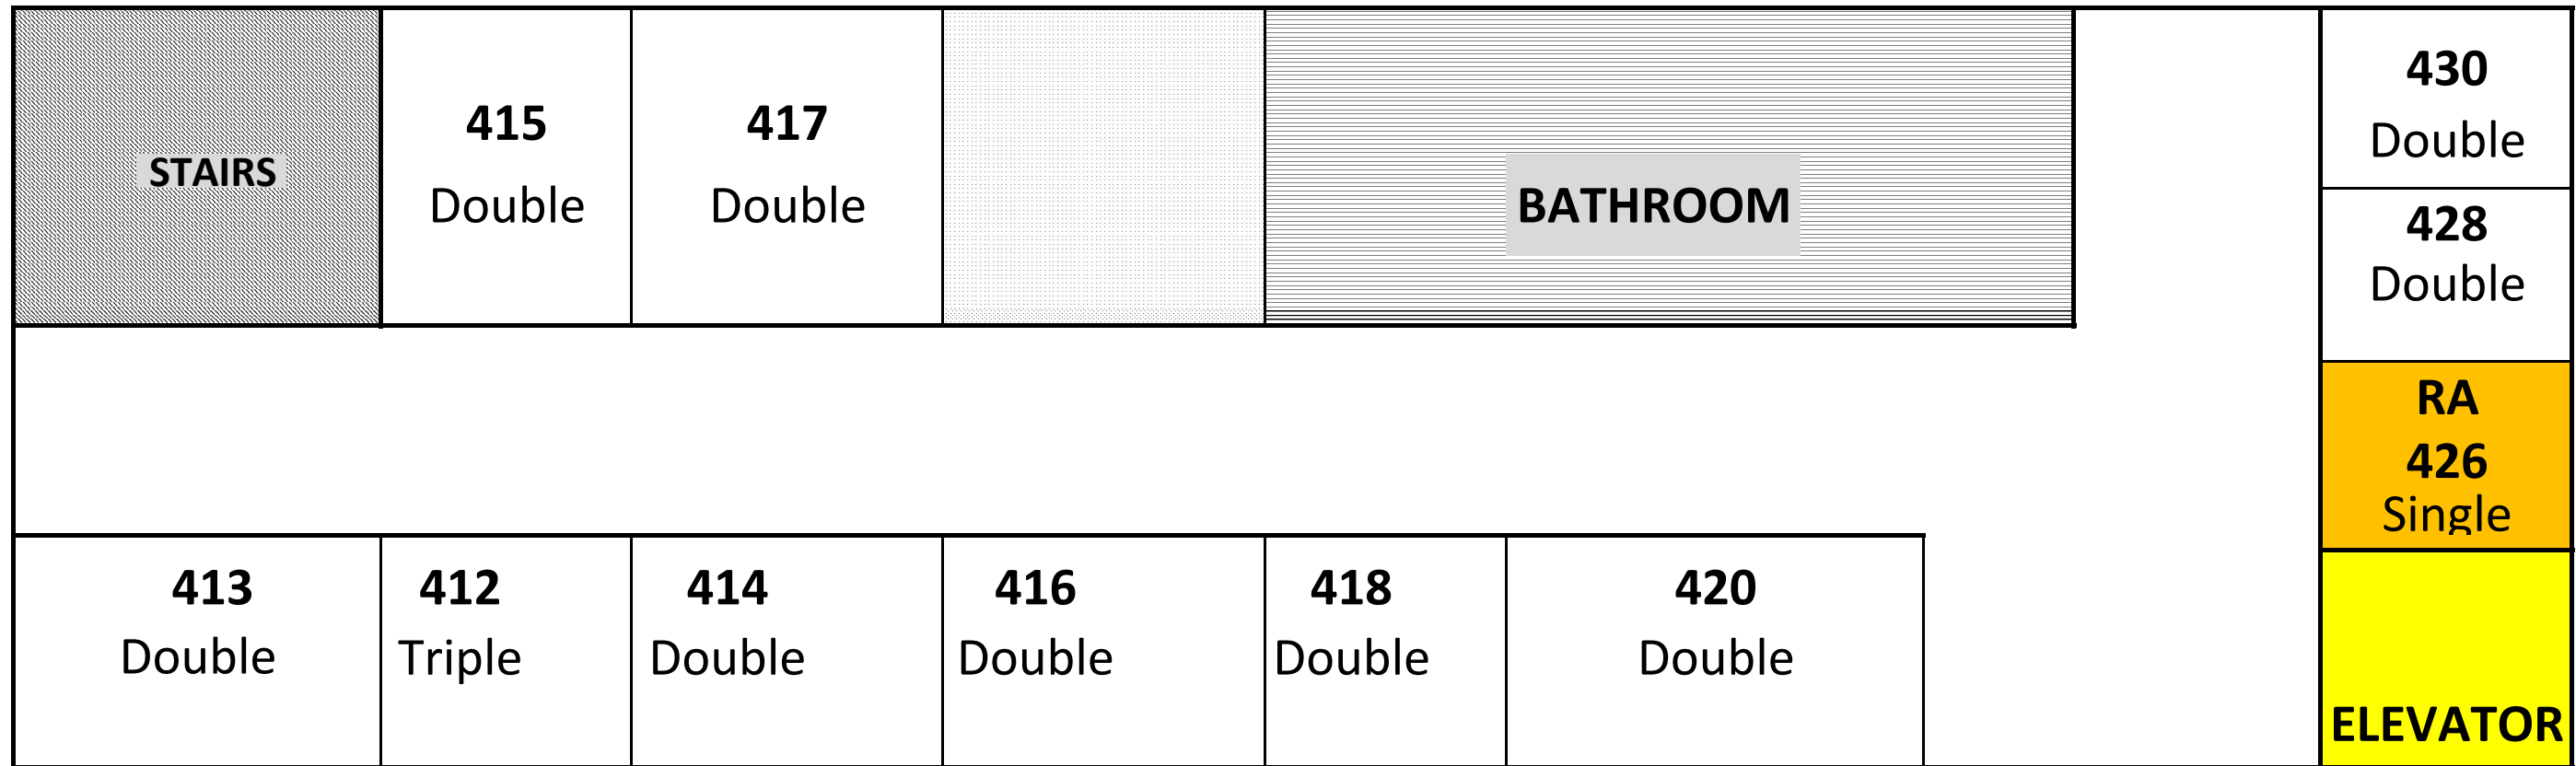 STAIRS
415
Double
417
Double
BATHROOM
430
Double
428
Double
RA
426
Single
413
Double
412
Triple
414
Double
416
Double
418
Double
420
Double
ELEVATOR